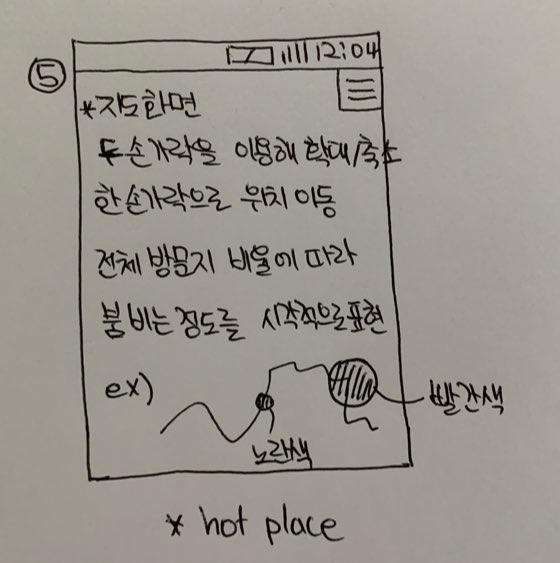 ⑤
12:04
*지도화면
두 손가락을 이용해 확대/축소
한 손가락으로 위치 이동
전체 방문지 비율에 따라
붐비는 정도를 시각적으로 표현
ex)
빨간색
노란색
* hot place